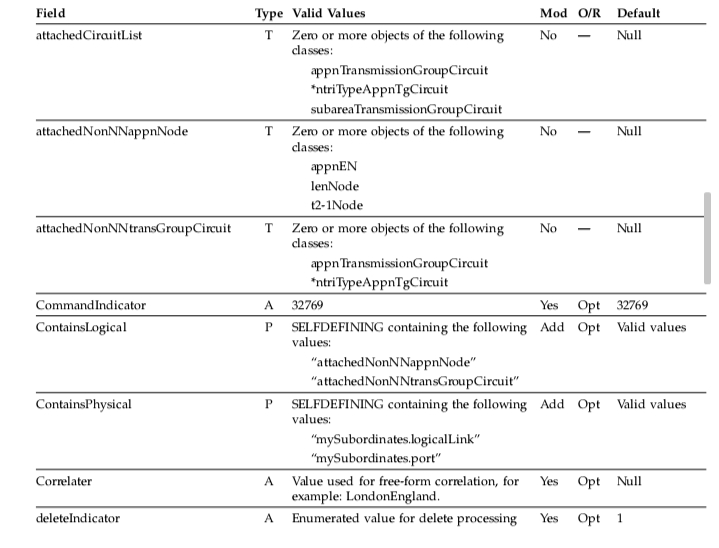 Field Type Valid Values Mod O/R Default
attachedCircuitList T Zero or more objects of the following No — Null
classes:
appnTransmissionGroupCircuit
*ntriTypeAppnTgCircuit
subareaTransmissionGroupCircuit
attachedNonNNappnNode T Zero or more objects of the following No — Null
classes:
appnEN
lenNode
t2-1Node
attachedNonNNtransGroupCircuit T Zero or more objects of the following No — Null
classes:
appnTransmissionGroupCircuit
*ntriTypeAppnTgCircuit
CommandIndicator A 32769 Yes Opt 32769
ContainsLogical P SELFDEFINING containing the following Add Opt Valid values
values:
“attachedNonNNappnNode”
“attachedNonNNtransGroupCircuit”
ContainsPhysical P SELFDEFINING containing the following Add Opt Valid values
values:
“mySubordinates.logicalLink”
“mySubordinates.port”
Correlater A Value used for free-form correlation, for Yes Opt Null
example: LondonEngland.
deleteIndicator A Enumerated value for delete processing Yes Opt 1